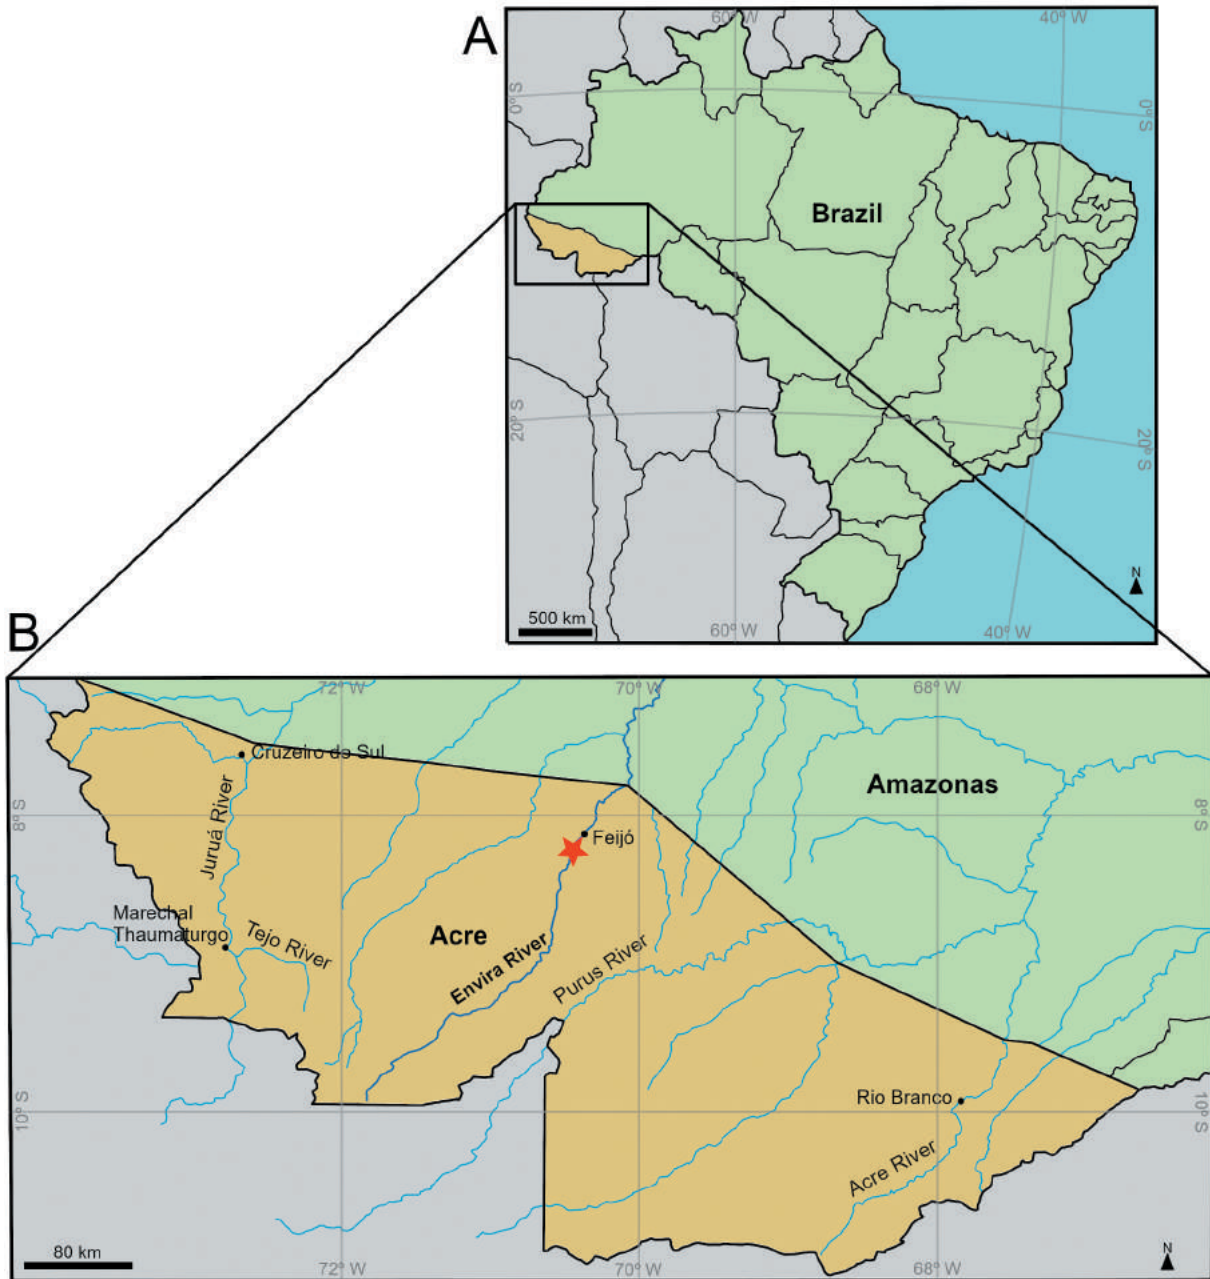 A
60° W
40° W
0° S
0° S
Brazil
20° S
20° S
N
500 km
60° W
40° W
B
72° W
70° W
68° W
Cruzeiro do Sul
Amazonas
Juruá River
8° S
8° S
Feijó
Marechal
Thaumaturgo
Tejo River
Acre
Envira River
Purus River
Rio Branco
10° S
10° S
Acre River
80 km
N
72° W
70° W
68° W